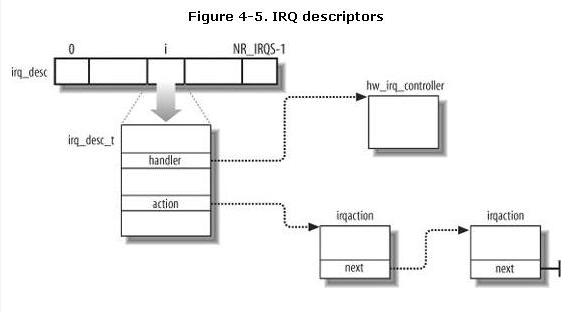 Figure 4-5. IRQ descriptors
0 i NR_IRQS-1
irq_desc
hw_irq_controller
irq_desc_t
handler
action
irqaction irqaction
next next